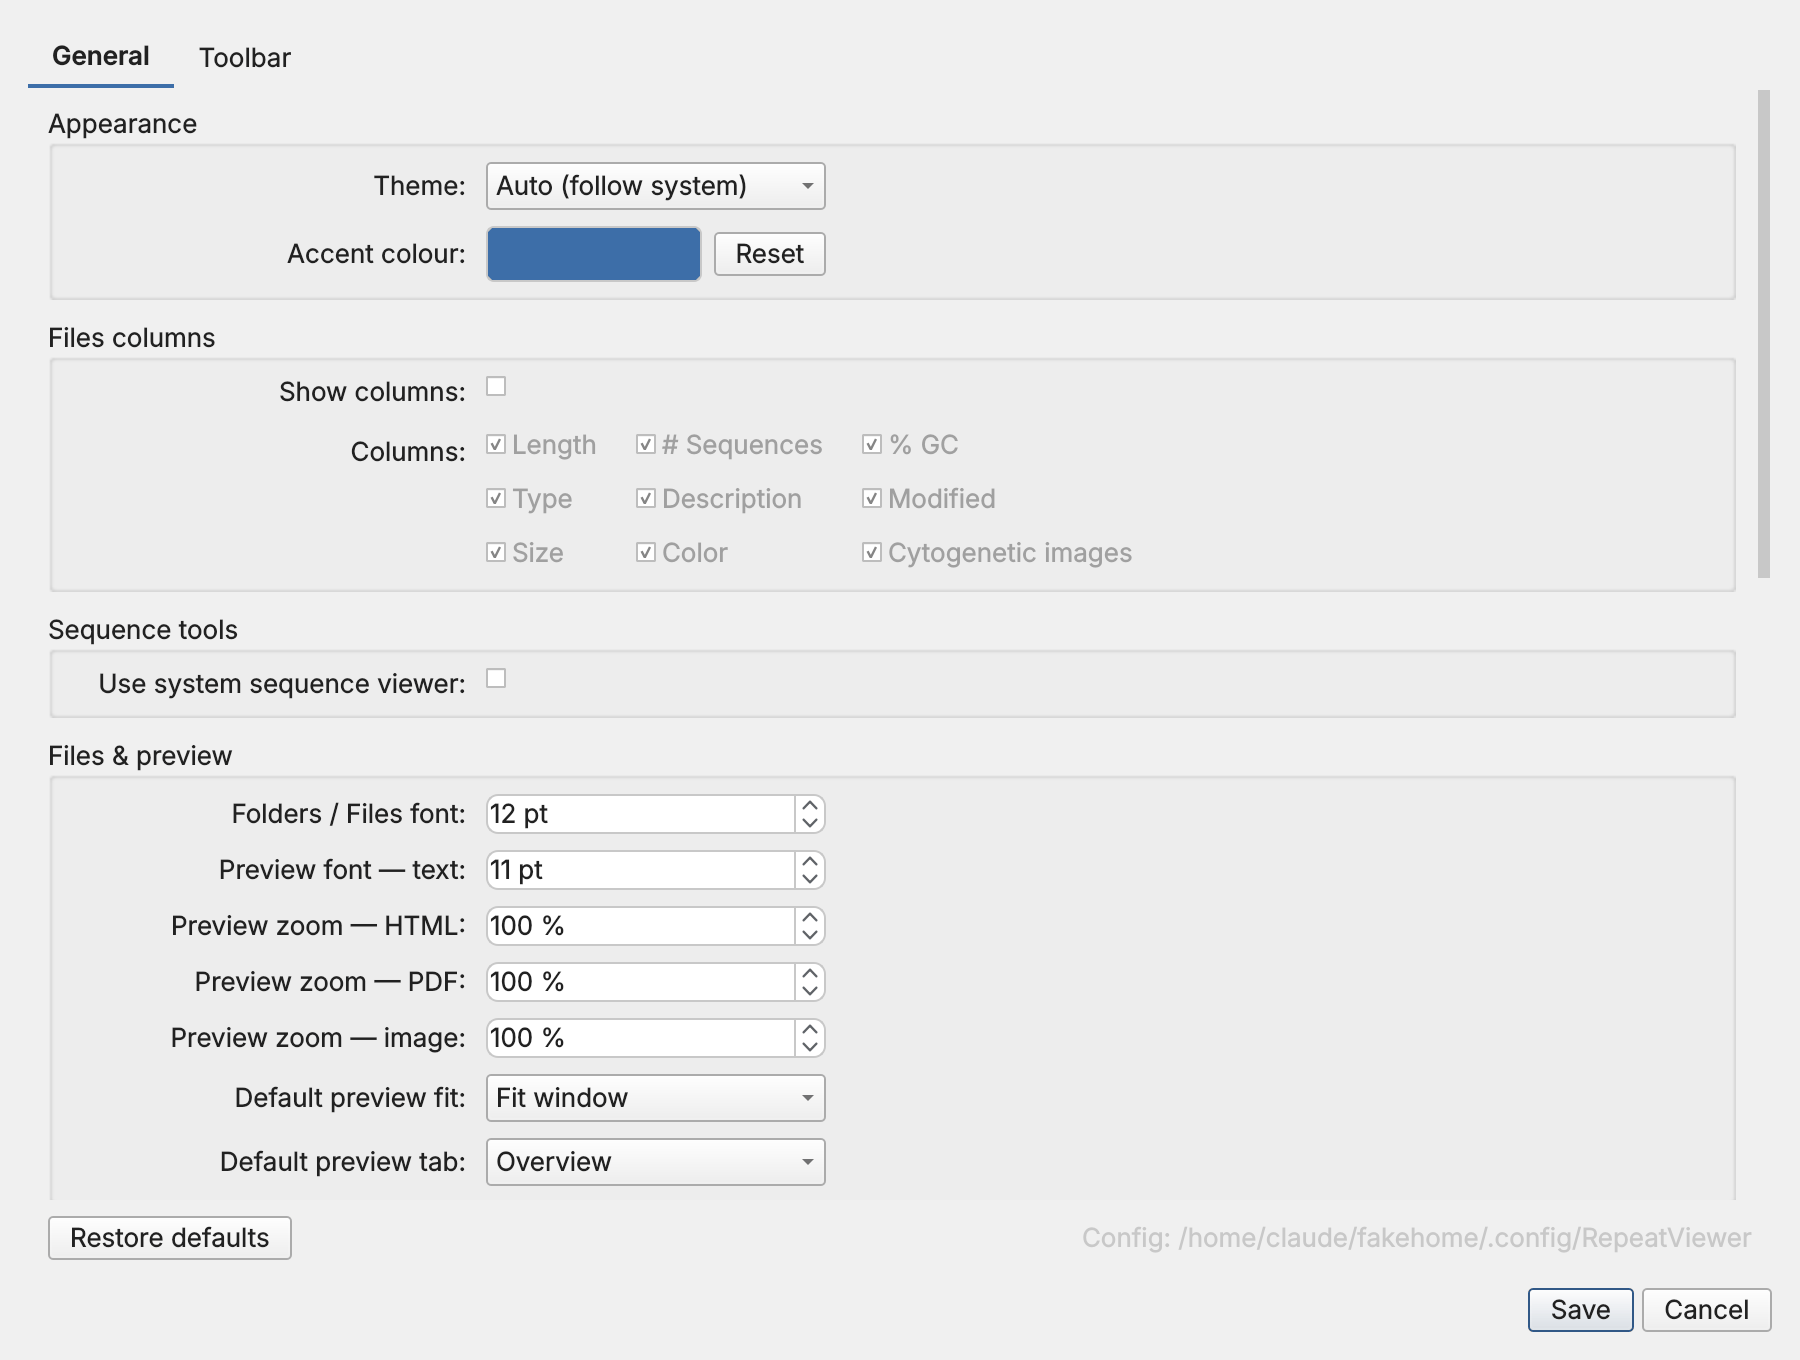 General Toolbar
Appearance
Theme: Auto (follow system)
Accent colour: Reset
Files columns
Show columns:
Columns: Length # Sequences % GC
Type Description Modified
Size Color Cytogenetic images
Sequence tools
Use system sequence viewer:
Files & preview
Folders / Files font: 12 pt
Preview font — text: 11 pt
Preview zoom — HTML: 100 %
Preview zoom — PDF: 100 %
Preview zoom — image: 100 %
Default preview fit: Fit window
Default preview tab: Overview
Restore defaults Config: /home/claude/fakehome/.config/RepeatViewer
Save Cancel